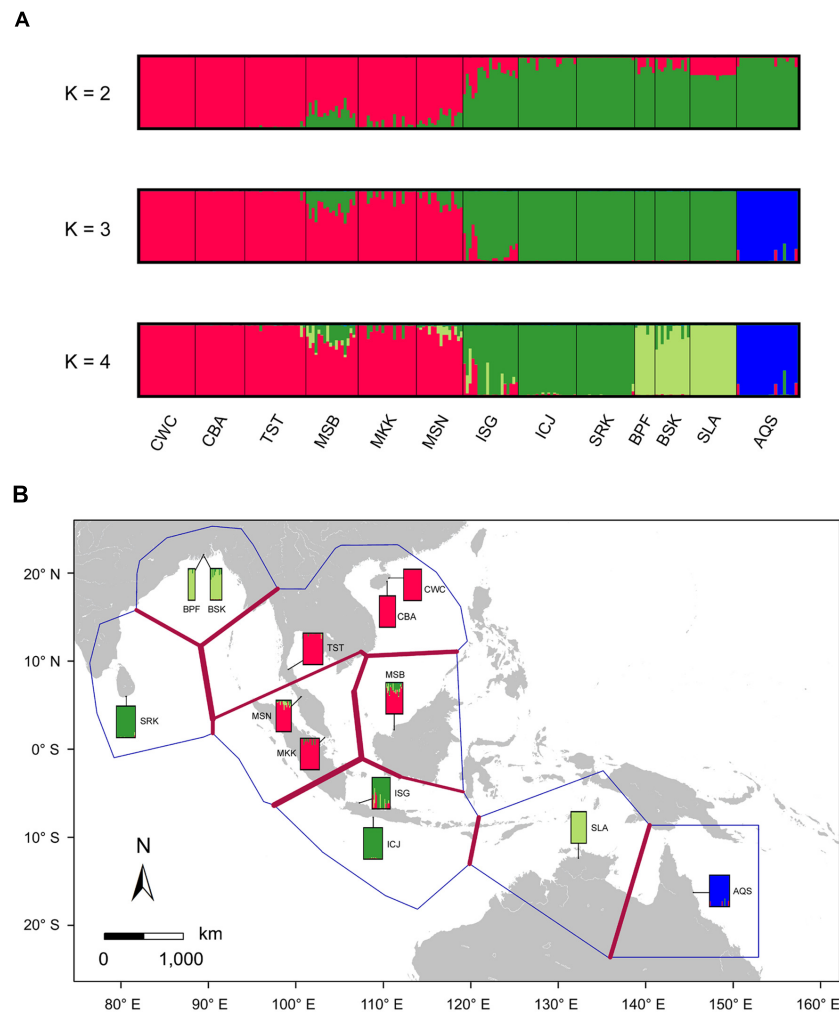 A
K = 2
K = 3
K = 4
CWC CBA TST MSB MKK MSN ISG ICJ SRK BPF BSK SLA AQS
B
20° N
10° N
0° N
10° S
20° S
BPF BSK
CWC
CBA
TST
MSB
SRK
MSN
MKK
ISG
ICJ
SLA
AQS
N
km
0 1,000
80° E 90° E 100° E 110° E 120° E 130° E 140° E 150° E 160° E